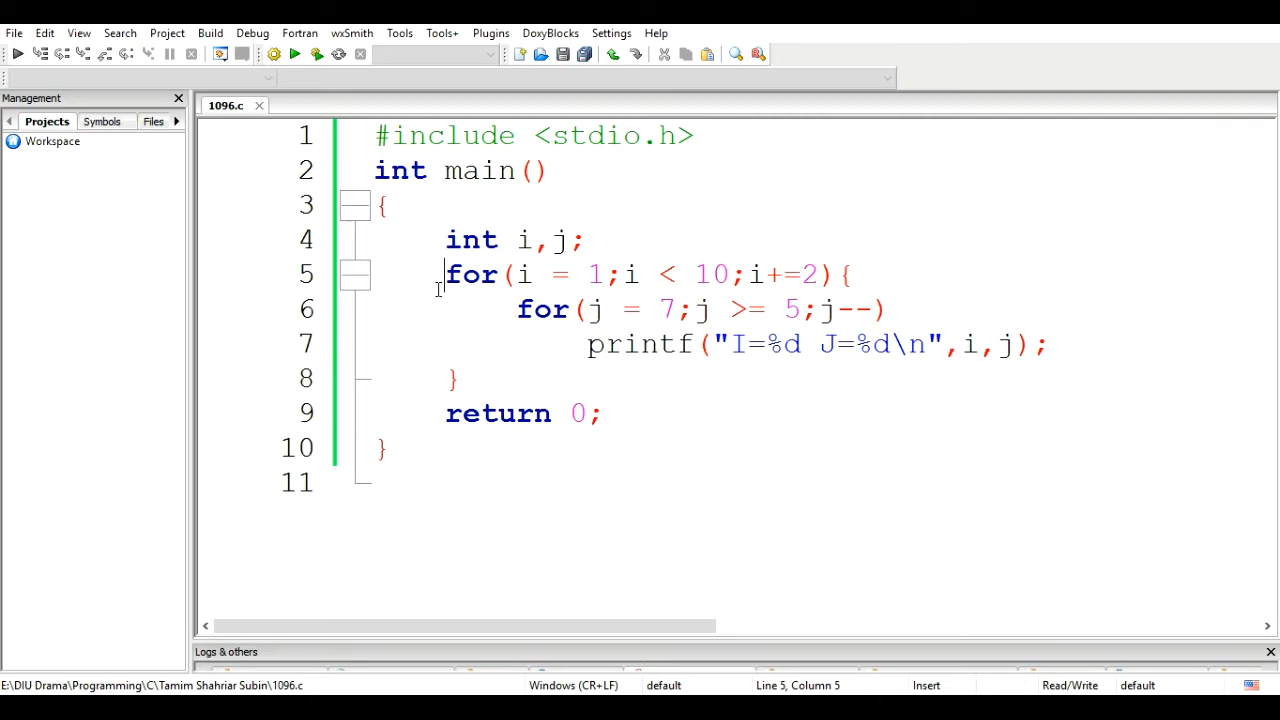 File Edit View Search Project Build Debug Fortran wxSmith Tools Tools+ Plugins DoxyBlocks Settings Help
Management
Projects Symbols Files
Workspace
1096.c
1 #include <stdio.h>
2 int main()
3 {
4 int i,j;
5 for(i = 1;i < 10;i+=2){
6 for(j = 7;j >= 5;j--)
7 printf("I=%d J=%d\n",i,j);
8 }
9 return 0;
10 }
11
Logs & others
E:\DIU Drama\Programming\C\Tamim Shahriar Subin\1096.c Windows (CR+LF) default Line 5, Column 5 Insert Read/Write default